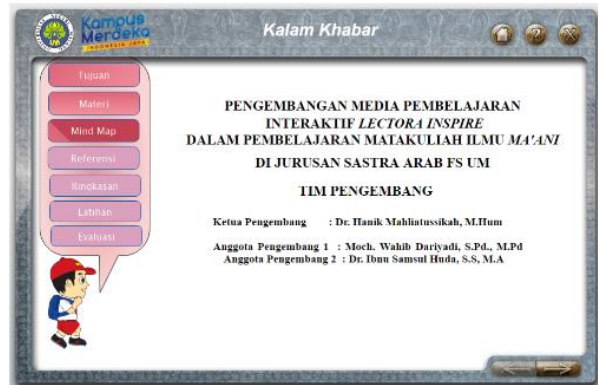 Kampus
Merdeka
INDONESIA JAYA
Kalam Khabar
Tujuan
Materi
Mind Map
Referensi
Ringkasan
Latihan
Evaluasi
PENGEMBANGAN MEDIA PEMBELAJARAN
INTERAKTIF LECTORA INSPIRE
DALAM PEMBELAJARAN MATAKULIAH ILMU MA'ANI
DI JURUSAN SASTRA ARAB FS UM
TIM PENGEMBANG
Ketua Pengembang : Dr. Hanik Mahliatussikah, M.Hum
Anggota Pengembang 1 : Moch. Wahib Dariyadi, S.Pd., M.Pd
Anggota Pengembang 2 : Dr. Ibnu Samsul Huda, S.S, M.A